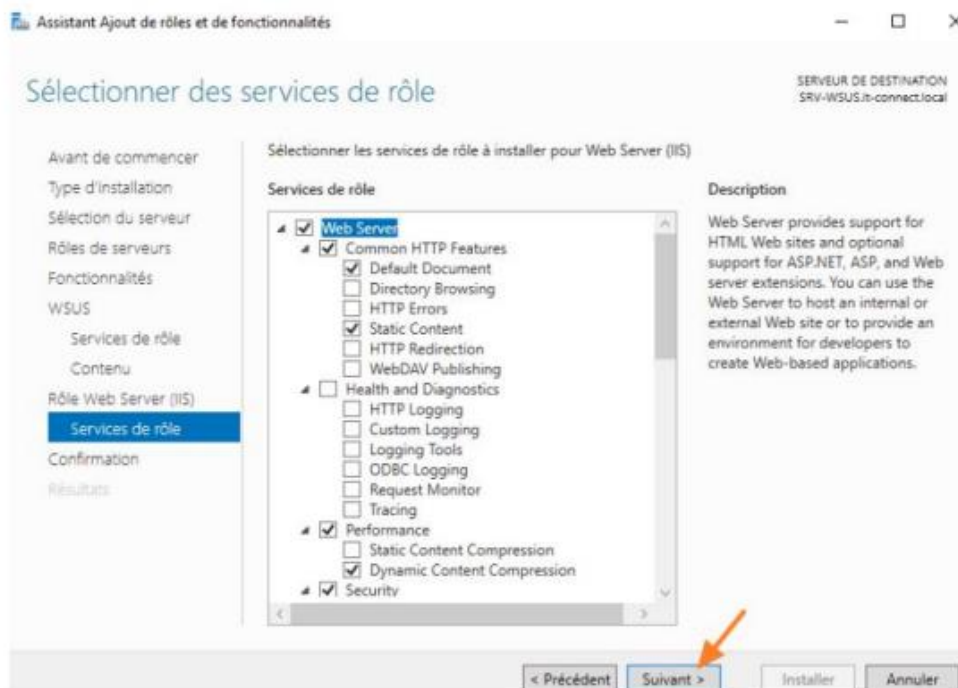 Assistant Ajout de rôles et de fonctionnalités
Sélectionner des services de rôle
SERVEUR DE DESTINATION
SRV-WSUS.it-connect.local
Avant de commencer
Type d'installation
Sélection du serveur
Rôles de serveurs
Fonctionnalités
WSUS
Services de rôle
Contenu
Rôle Web Server (IIS)
Services de rôle
Confirmation
Résultats
Sélectionner les services de rôle à installer pour Web Server (IIS)
Services de rôle
Web Server
Common HTTP Features
Default Document
Directory Browsing
HTTP Errors
Static Content
HTTP Redirection
WebDAV Publishing
Health and Diagnostics
HTTP Logging
Custom Logging
Logging Tools
ODBC Logging
Request Monitor
Tracing
Performance
Static Content Compression
Dynamic Content Compression
Security
Description
Web Server provides support for
HTML Web sites and optional
support for ASP.NET, ASP, and Web
server extensions. You can use the
Web Server to host an internal or
external Web site or to provide an
environment for developers to
create Web-based applications.
< Précédent
Suivant >
Installer
Annuler